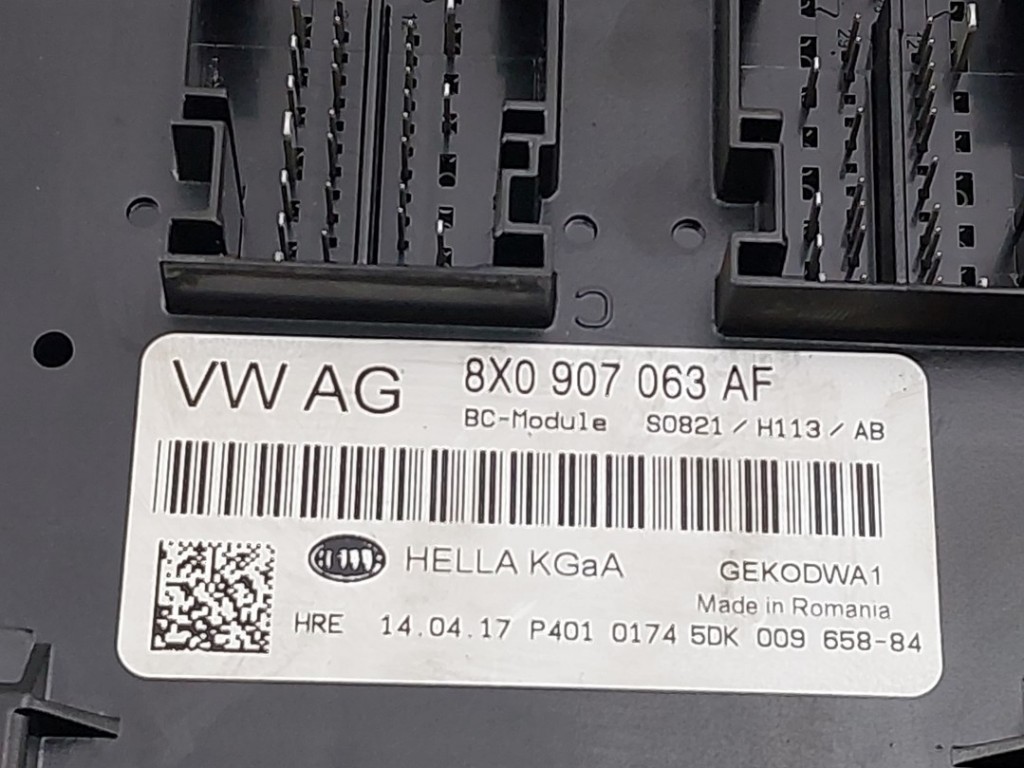 C
VW AG 8X0 907 063 AF
BC-Module S0821 / H113 / AB
HELLA KGaA GEKODWA1
Made in Romania
HRE 14.04.17 P401 0174 5DK 009 658-84